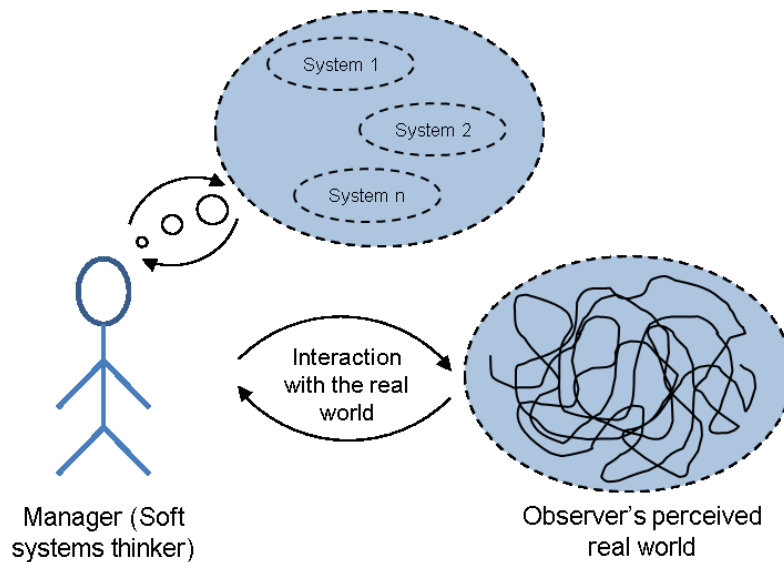 System 1
System 2
System n
Interaction
with the real
world
Manager (Soft
systems thinker)
Observer's perceived
real world